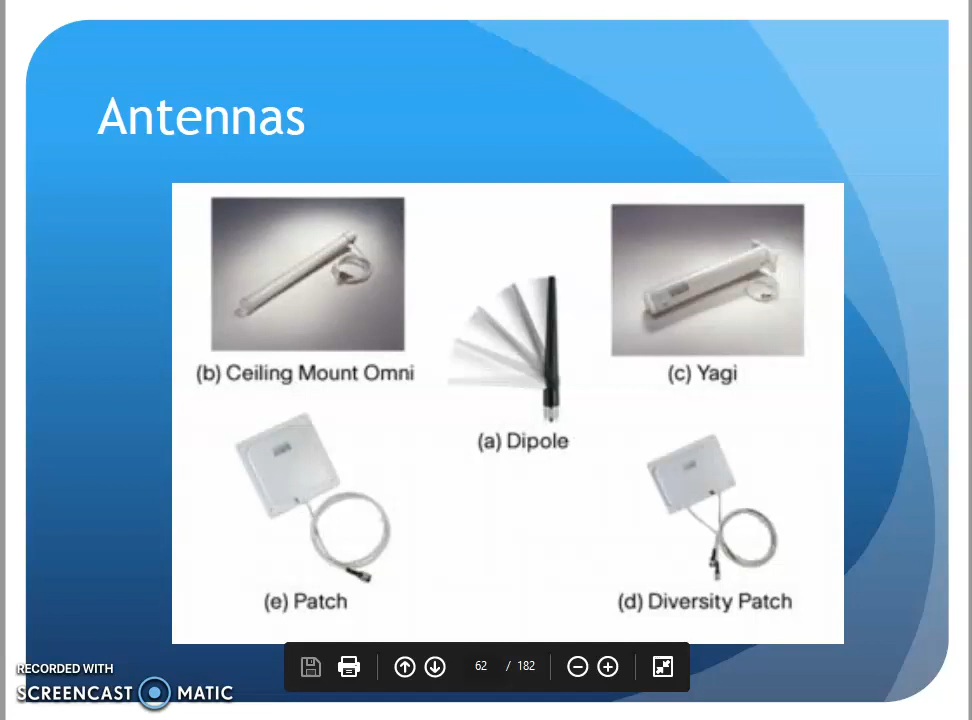 Antennas
(b) Ceiling Mount Omni
(c) Yagi
(a) Dipole
(e) Patch
(d) Diversity Patch
62 / 182
RECORDED WITH
SCREENCAST MATIC